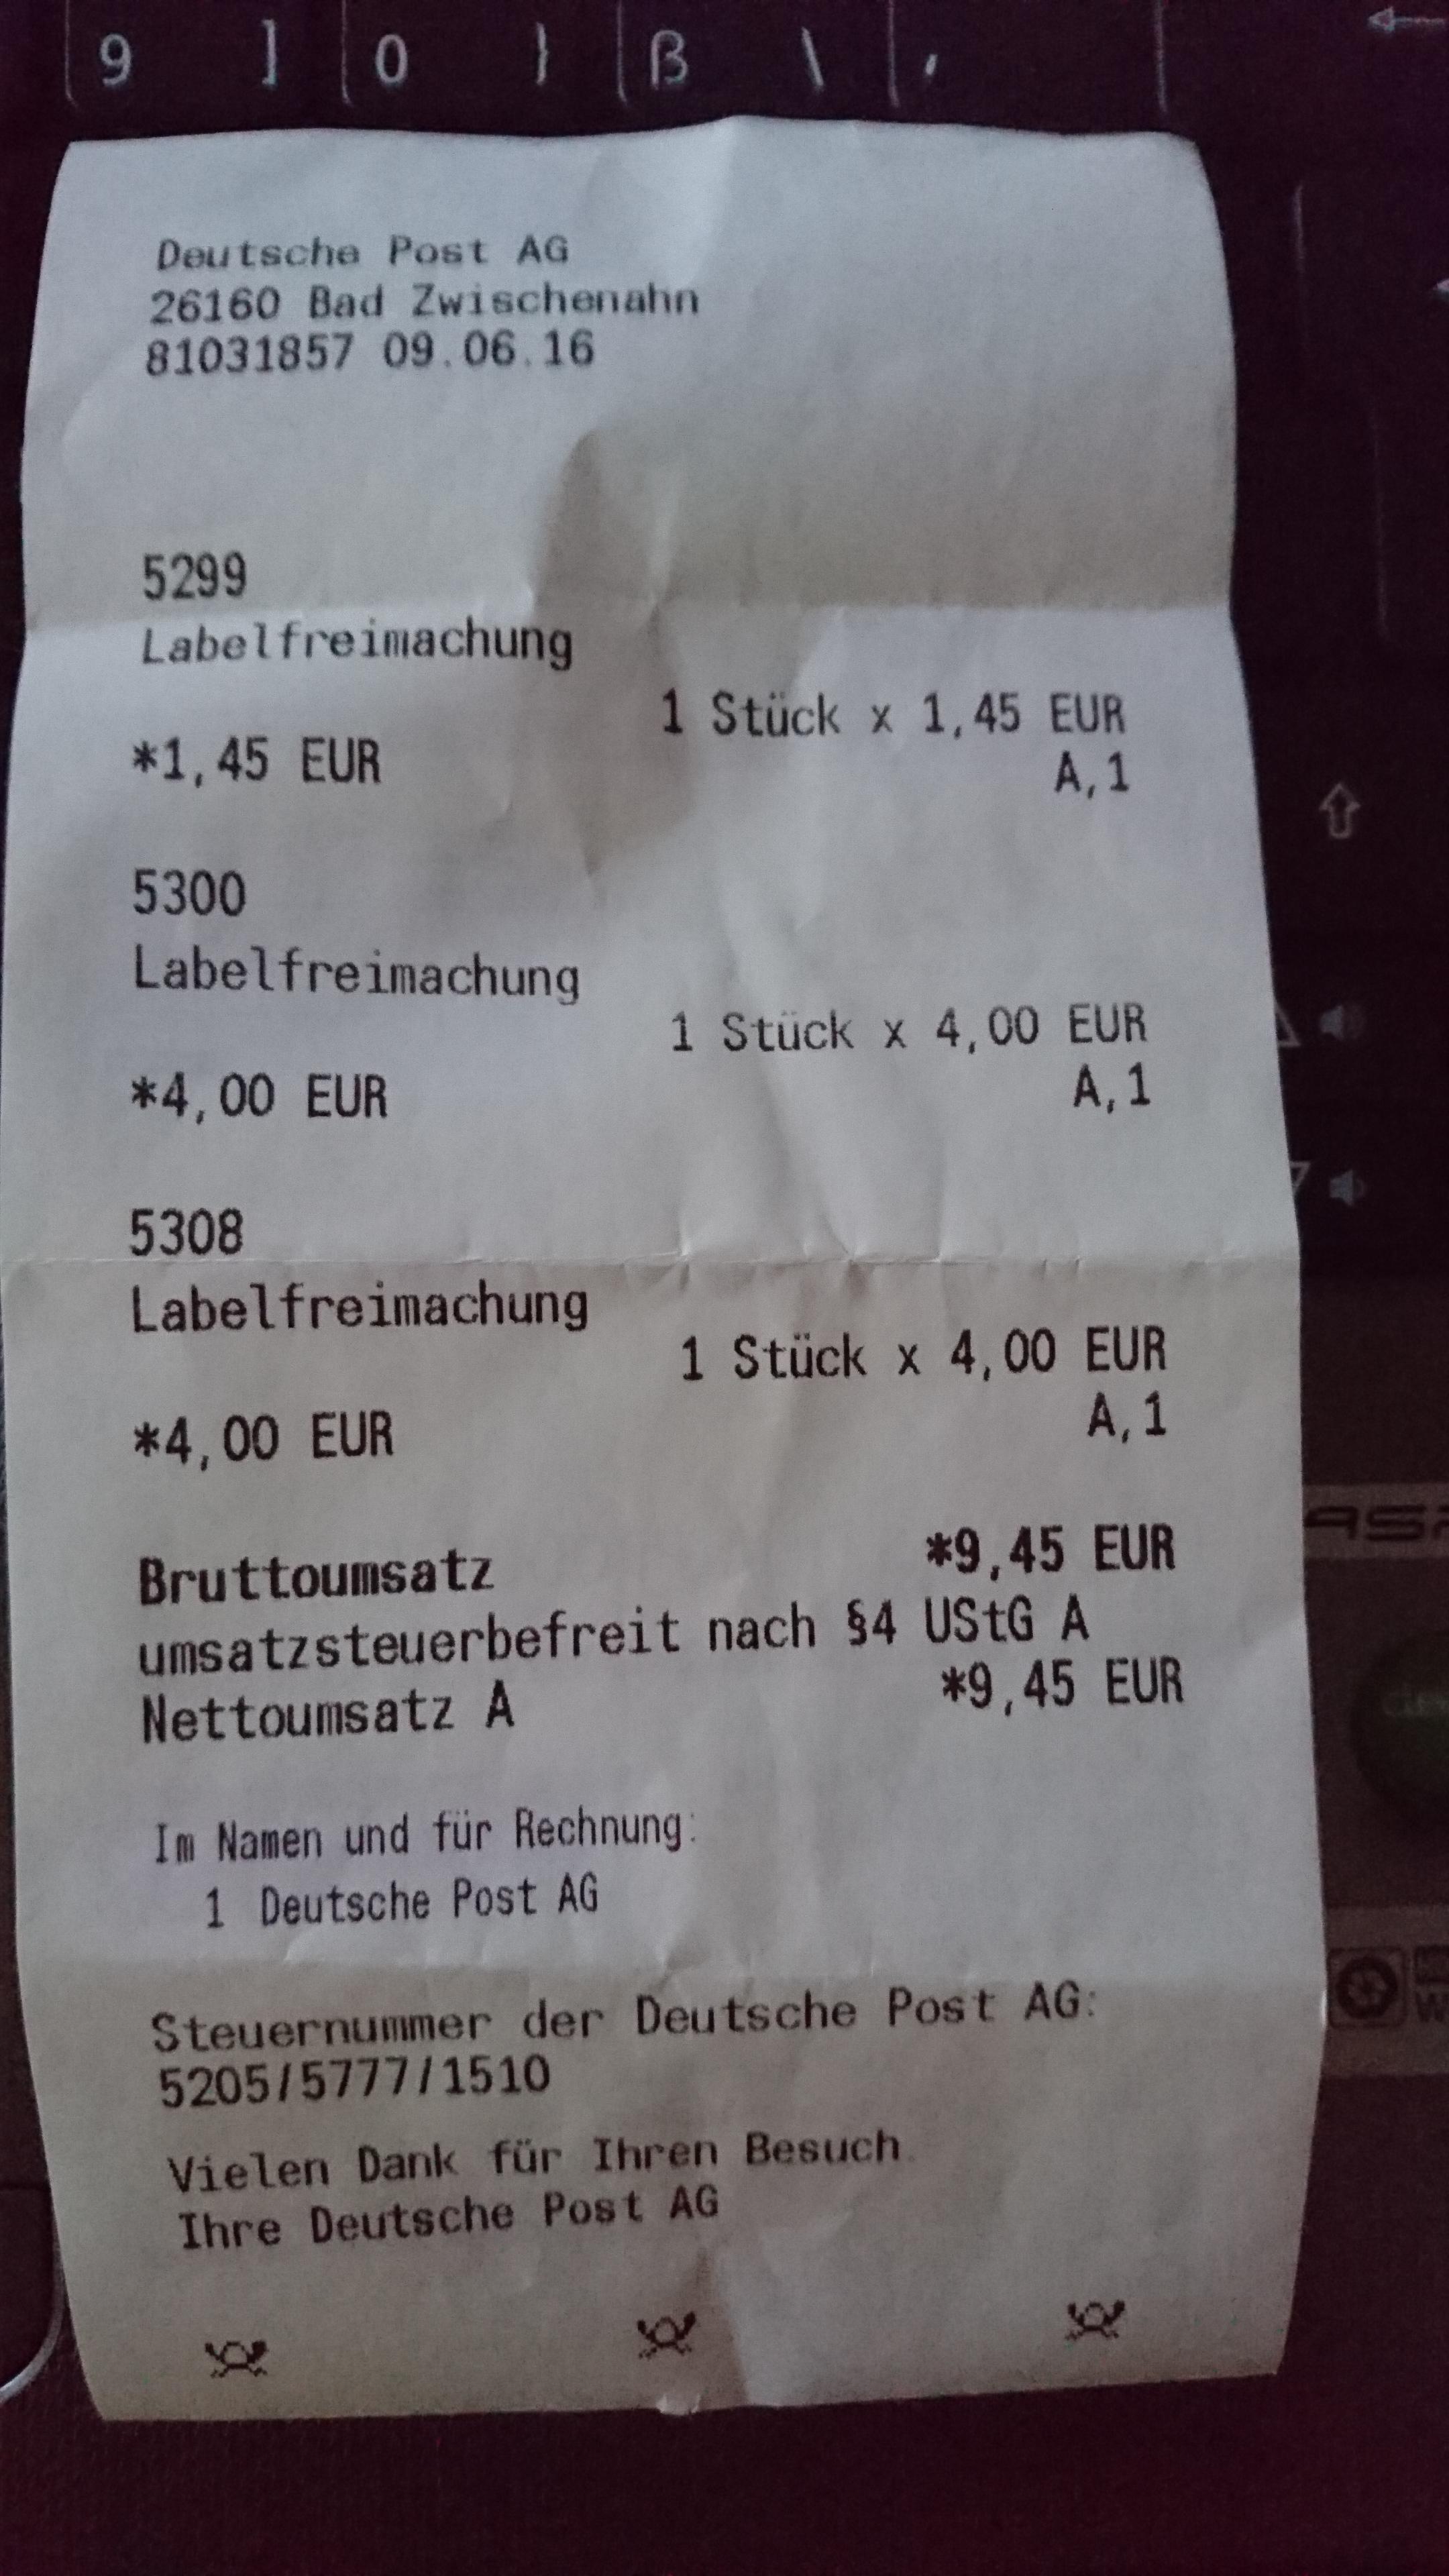 9 ] 0 } ß \ ,
Deutsche Post AG
26160 Bad Zwischenahn
81031857 09.06.16
5299
Labelfreimachung
1 Stück x 1,45 EUR
*1,45 EUR A,1
5300
Labelfreimachung
1 Stück x 4,00 EUR
*4,00 EUR A,1
5308
Labelfreimachung
1 Stück x 4,00 EUR
*4,00 EUR A,1
Bruttoumsatz *9,45 EUR
umsatzsteuerbefreit nach §4 UStG A
Nettoumsatz A *9,45 EUR
Im Namen und für Rechnung:
1 Deutsche Post AG
Steuernummer der Deutsche Post AG:
5205/5777/1510
Vielen Dank für Ihren Besuch.
Ihre Deutsche Post AG